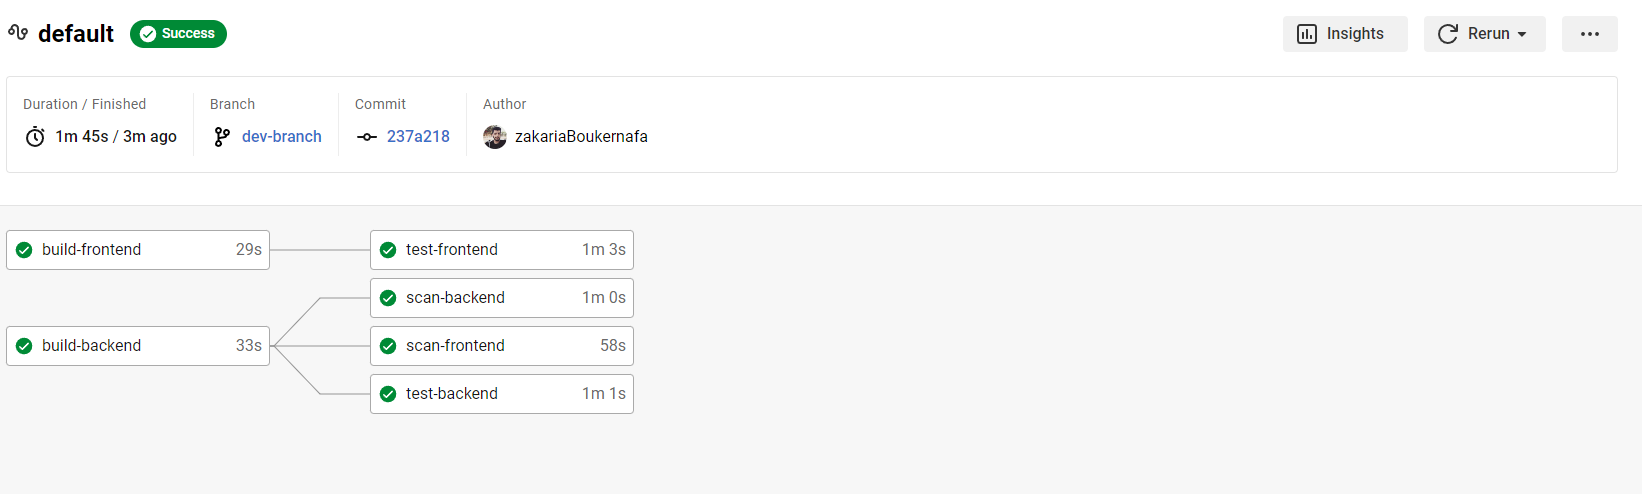 default Success
Insights Rerun
Duration / Finished Branch Commit Author
1m 45s / 3m ago dev-branch 237a218 zakariaBoukernafa
build-frontend 29s test-frontend 1m 3s
scan-backend 1m 0s
build-backend 33s scan-frontend 58s
test-backend 1m 1s